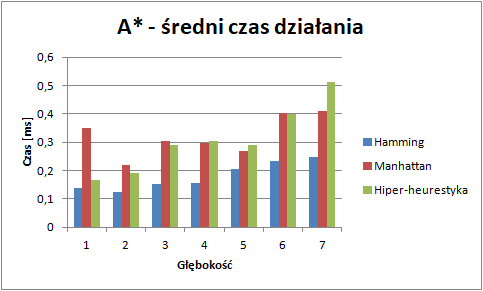 A* - średni czas działania
0,6
0,5
0,4
0,3
0,2
0,1
0
Czas [ms]
1 2 3 4 5 6 7
Głębokość
Hamming
Manhattan
Hiper-heurestyka